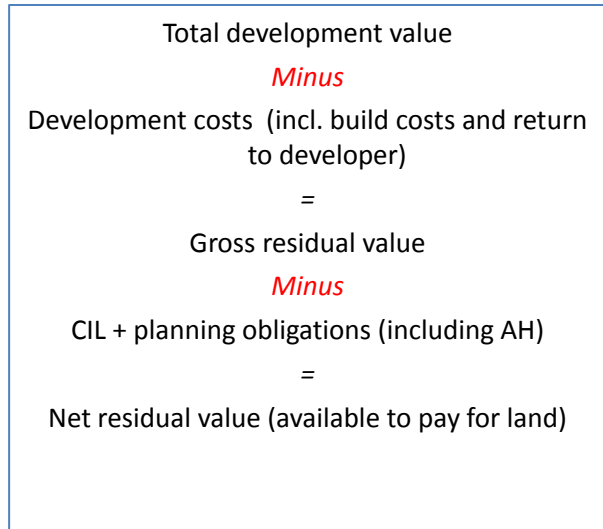 Total development value
Minus
Development costs (incl. build costs and return
to developer)
=
Gross residual value
Minus
CIL + planning obligations (including AH)
=
Net residual value (available to pay for land)